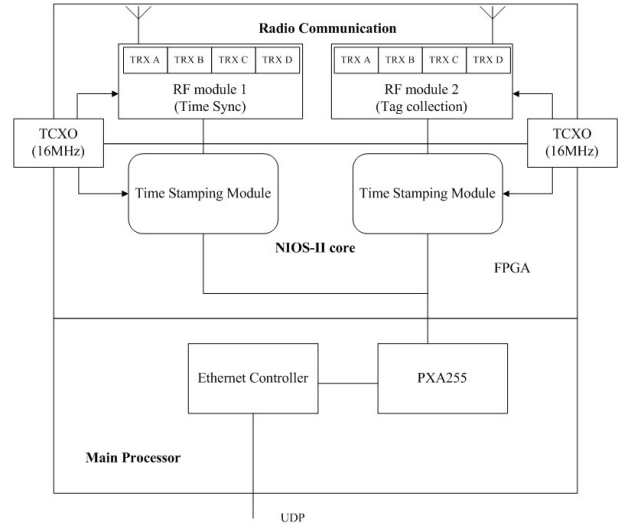 Radio Communication
TRX A TRX B TRX C TRX D
RF module 1
(Time Sync)
TRX A TRX B TRX C TRX D
RF module 2
(Tag collection)
TCXO
(16MHz)
TCXO
(16MHz)
Time Stamping Module
Time Stamping Module
NIOS-II core
FPGA
Ethernet Controller
PXA255
Main Processor
UDP